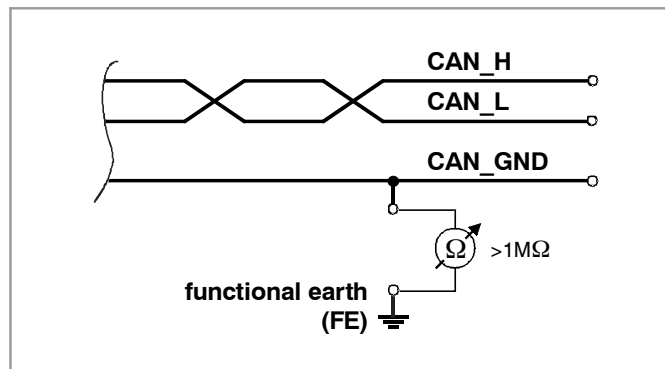 CAN_H
CAN_L
CAN_GND
Ω
>1MΩ
functional earth
(FE)